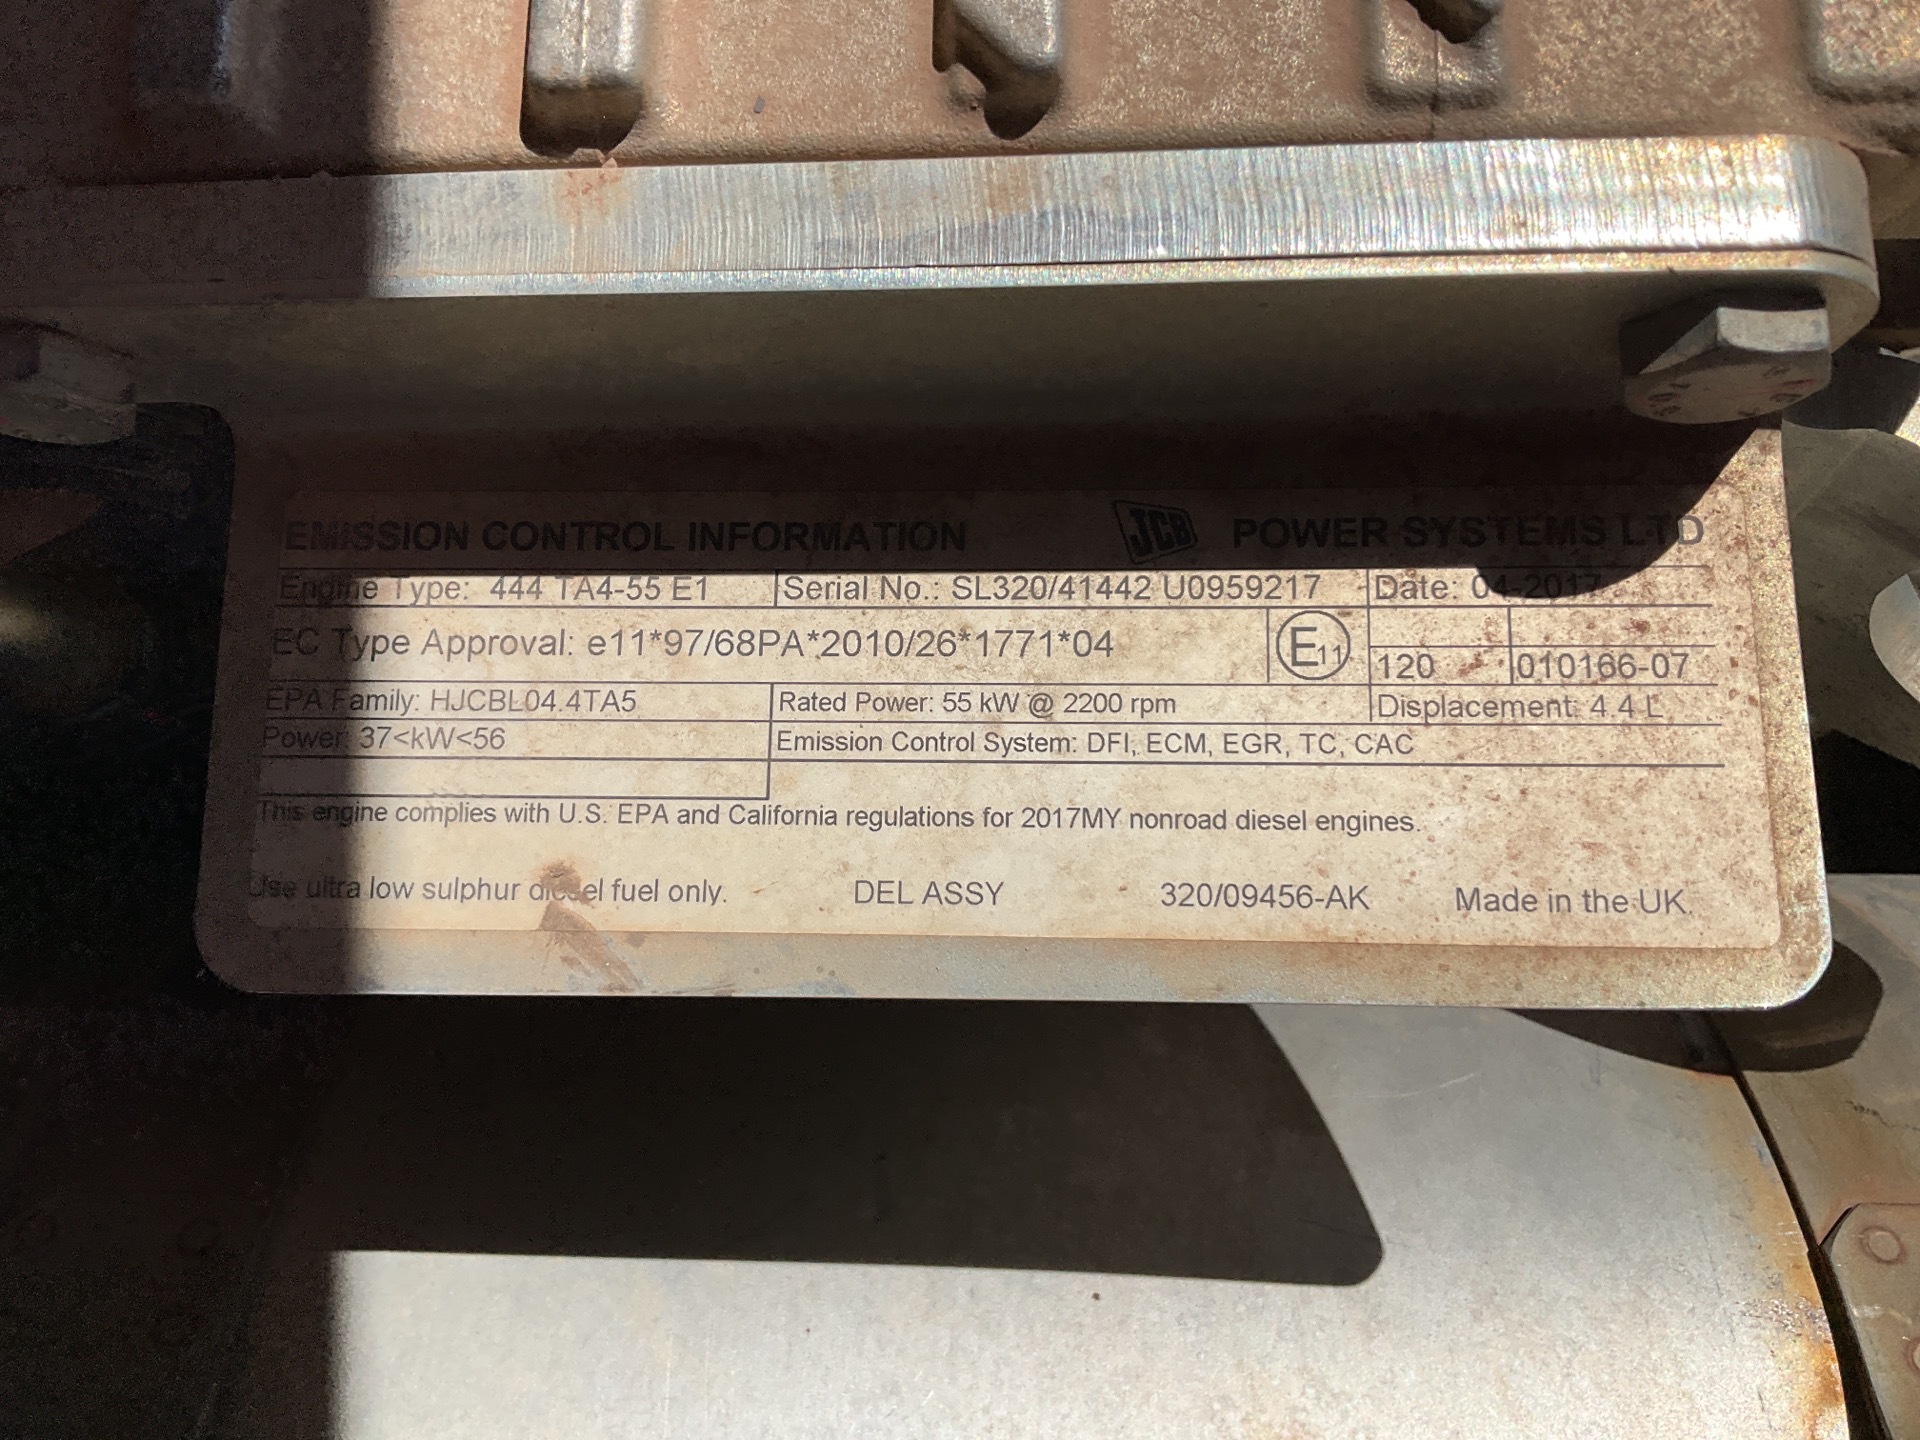 EMISSION CONTROL INFORMATION JCB POWER SYSTEMS LTD
Engine Type: 444 TA4-55 E1 Serial No.: SL320/41442 U0959217 Date: 04-2017
EC Type Approval: e11*97/68PA*2010/26*1771*04 E11
120 010166-07
EPA Family: HJCBL04.4TA5 Rated Power: 55 kW @ 2200 rpm Displacement: 4.4 L
Power: 37<kW<56 Emission Control System: DFI, ECM, EGR, TC, CAC
This engine complies with U.S. EPA and California regulations for 2017MY nonroad diesel engines.
Use ultra low sulphur diesel fuel only. DEL ASSY 320/09456-AK Made in the UK.